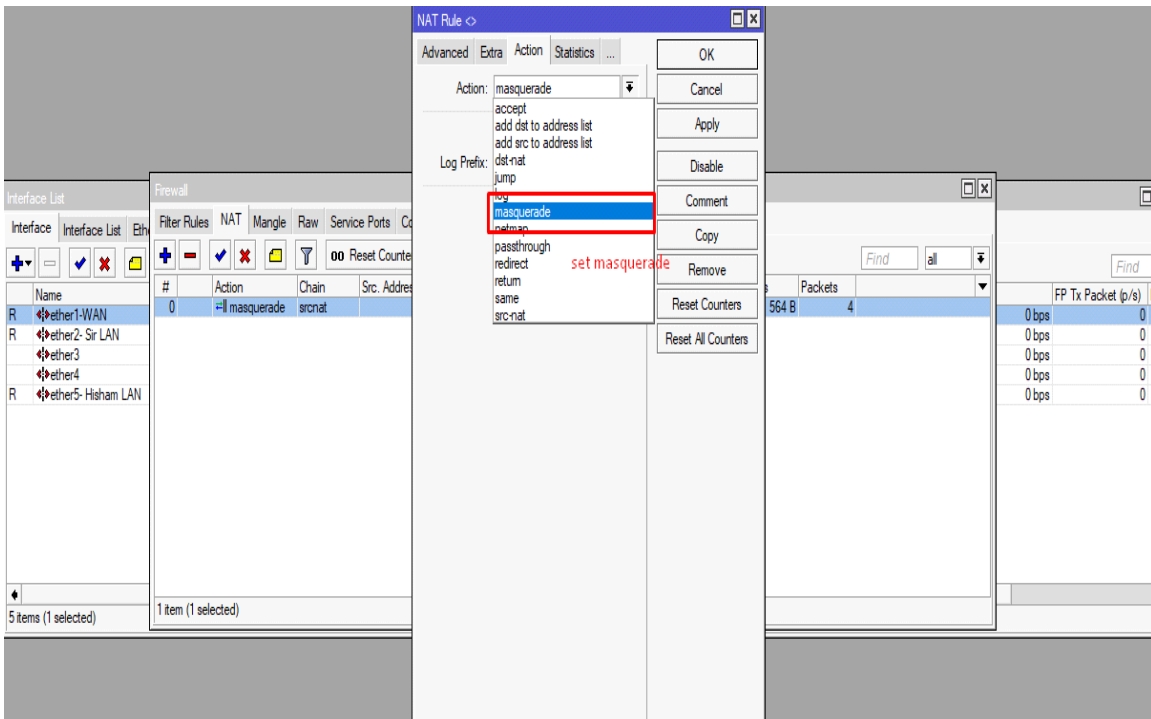 NAT Rule <>
Advanced Extra Action Statistics ...
Action: masquerade
accept
add dst to address list
add src to address list
dst-nat
jump
log
masquerade
netmap
passthrough
redirect
return
same
src-nat
Log Prefix:
set masquerade
OK
Cancel
Apply
Disable
Comment
Copy
Remove
Reset Counters
Reset All Counters
Interface List
Interface Interface List Eth
Find
Name FP Tx Packet (p/s)
R ether1-WAN 0 bps 0
R ether2- Sir LAN 0 bps 0
ether3 0 bps 0
ether4 0 bps 0
R ether5- Hisham LAN 0 bps 0
5 items (1 selected)
Firewall
Filter Rules NAT Mangle Raw Service Ports Co
00 Reset Counte Find all
# Action Chain Src. Addres s Packets
0 masquerade srcnat 564 B 4
1 item (1 selected)